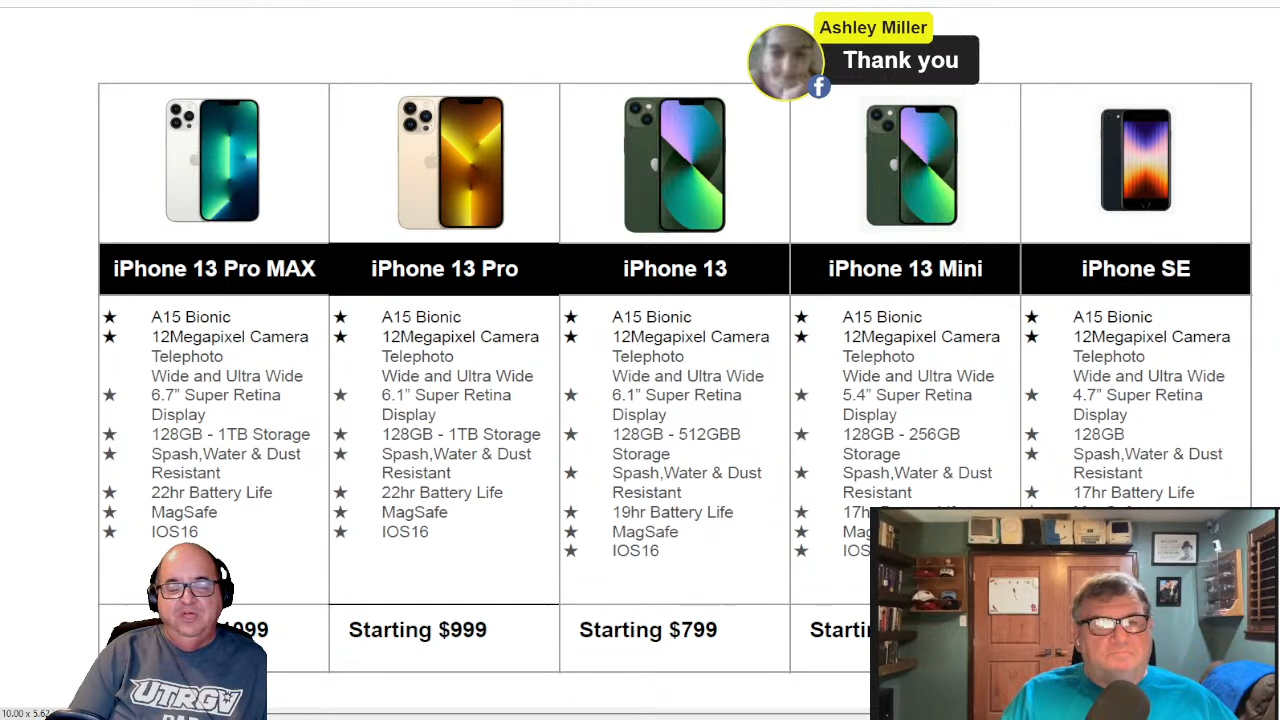 Ashley Miller
Thank you
f
iPhone 13 Pro MAX
★ A15 Bionic
★ 12Megapixel Camera
Telephoto
Wide and Ultra Wide
★ 6.7” Super Retina
Display
★ 128GB - 1TB Storage
★ Spash,Water & Dust
Resistant
★ 22hr Battery Life
★ MagSafe
★ IOS16
iPhone 13 Pro
★ A15 Bionic
★ 12Megapixel Camera
Telephoto
Wide and Ultra Wide
★ 6.1” Super Retina
Display
★ 128GB - 1TB Storage
★ Spash,Water & Dust
Resistant
★ 22hr Battery Life
★ MagSafe
★ IOS16
Starting $999
iPhone 13
★ A15 Bionic
★ 12Megapixel Camera
Telephoto
Wide and Ultra Wide
★ 6.1” Super Retina
Display
★ 128GB - 512GBB
Storage
★ Spash,Water & Dust
Resistant
★ 19hr Battery Life
★ MagSafe
★ IOS16
Starting $799
iPhone 13 Mini
★ A15 Bionic
★ 12Megapixel Camera
Telephoto
Wide and Ultra Wide
★ 5.4” Super Retina
Display
★ 128GB - 256GB
Storage
★ Spash,Water & Dust
Resistant
★ 17h
★ Mag
★ IOS
Starti
iPhone SE
★ A15 Bionic
★ 12Megapixel Camera
Telephoto
Wide and Ultra Wide
★ 4.7” Super Retina
Display
★ 128GB
★ Spash,Water & Dust
Resistant
★ 17hr Battery Life
UTRGV